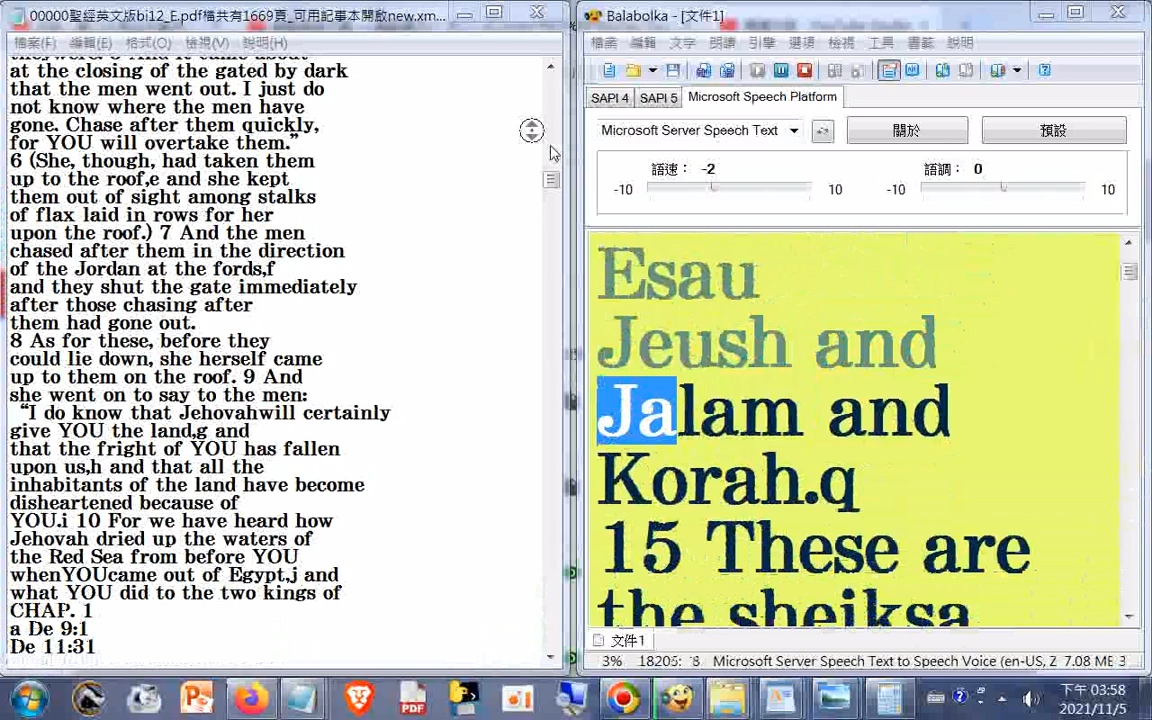 00000聖經英文版bi12_E.pdf檔共有1669頁_可用記事本開啟new.xm...
檔案(F) 編輯(E) 格式(O) 檢視(V) 說明(H)
at the closing of the gated by dark
that the men went out. I just do
not know where the men have
gone. Chase after them quickly,
for YOU will overtake them.”
6 (She, though, had taken them
up to the roof,e and she kept
them out of sight among stalks
of flax laid in rows for her
upon the roof.) 7 And the men
chased after them in the direction
of the Jordan at the fords,f
and they shut the gate immediately
after those chasing after
them had gone out.
8 As for these, before they
could lie down, she herself came
up to them on the roof. 9 And
she went on to say to the men:
“I do know that Jehovahwill certainly
give YOU the land,g and
that the fright of YOU has fallen
upon us,h and that all the
inhabitants of the land have become
disheartened because of
YOU.i 10 For we have heard how
Jehovah dried up the waters of
the Red Sea from before YOU
whenYOUcame out of Egypt,j and
what YOU did to the two kings of
CHAP. 1
a De 9:1
De 11:31
Balabolka - [文件1]
檔案 編輯 文字 朗讀 引擎 選項 檢視 工具 書籤 說明
SAPI 4 SAPI 5 Microsoft Speech Platform
Microsoft Server Speech Text 關於 預設
語速： -2 語調： 0
-10 10 -10 10
Esau
Jeush and
Jalam and
Korah.q
15 These are
the sheiksa
文件1
3% 18205: 8 Microsoft Server Speech Text to Speech Voice (en-US, Z 7.08 MB 3
下午 03:58
2021/11/5